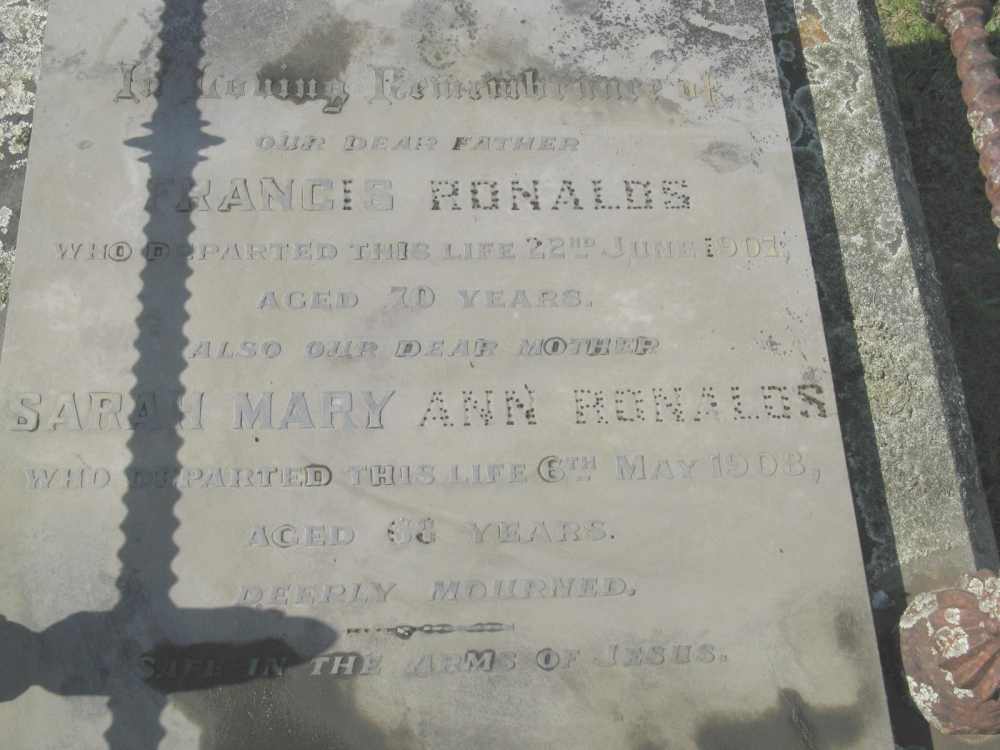 In Loving Remembrance of
OUR DEAR FATHER
FRANCIS RONALDS
WHO DEPARTED THIS LIFE 22ND JUNE 1907,
AGED 70 YEARS.
ALSO OUR DEAR MOTHER
SARAH MARY ANN RONALDS
WHO DEPARTED THIS LIFE 6TH MAY 1908,
AGED YEARS.
DEEPLY MOURNED.
SAFE IN THE ARMS OF JESUS.